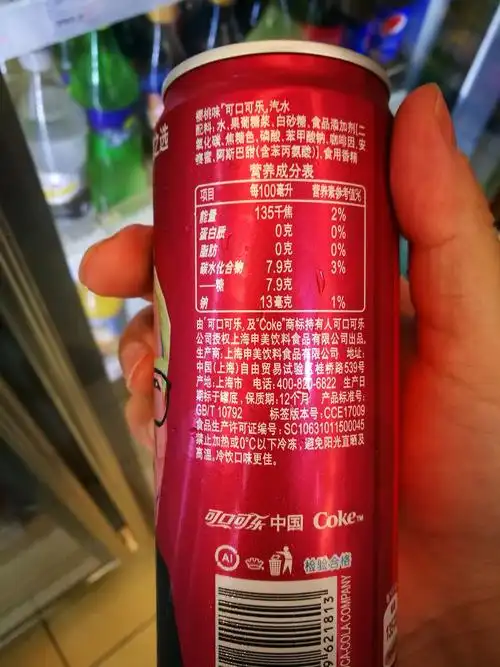 之选
樱桃味“可口可乐”汽水
配料:水,果葡糖浆,白砂糖,食品添加剂[二
氧化碳,焦糖色,磷酸,苯甲酸钠,咖啡因,安
赛蜜,阿斯巴甜(含苯丙氨酸)],食用香精
营养成分表
项目 每100毫升 营养素参考值%
能量 135千焦 2%
蛋白质 0克 0%
脂肪 0克 0%
碳水化合物 7.9克 3%
——糖 7.9克
钠 13毫克 1%
由“可口可乐,及“Coke”商标持有人可口可乐
公司授权上海申美饮料食品有限公司出品。
生产商:上海申美饮料食品有限公司 地址:
中国(上海)自由贸易试验区桂桥路539号
产地:上海市 电话:400-820-6822 生产日
期标于罐底,保质期:12个月 产品标准号:
GB/T 10792 标签版本号:CCE17009
食品生产许可证编号:SC10631011500045
禁止加热或0℃以下冷冻,避免阳光直晒及
高温。冷饮口味更佳。
可口可乐中国 Coke™
Al 检验合格
9621813
A-COLA COMPANY